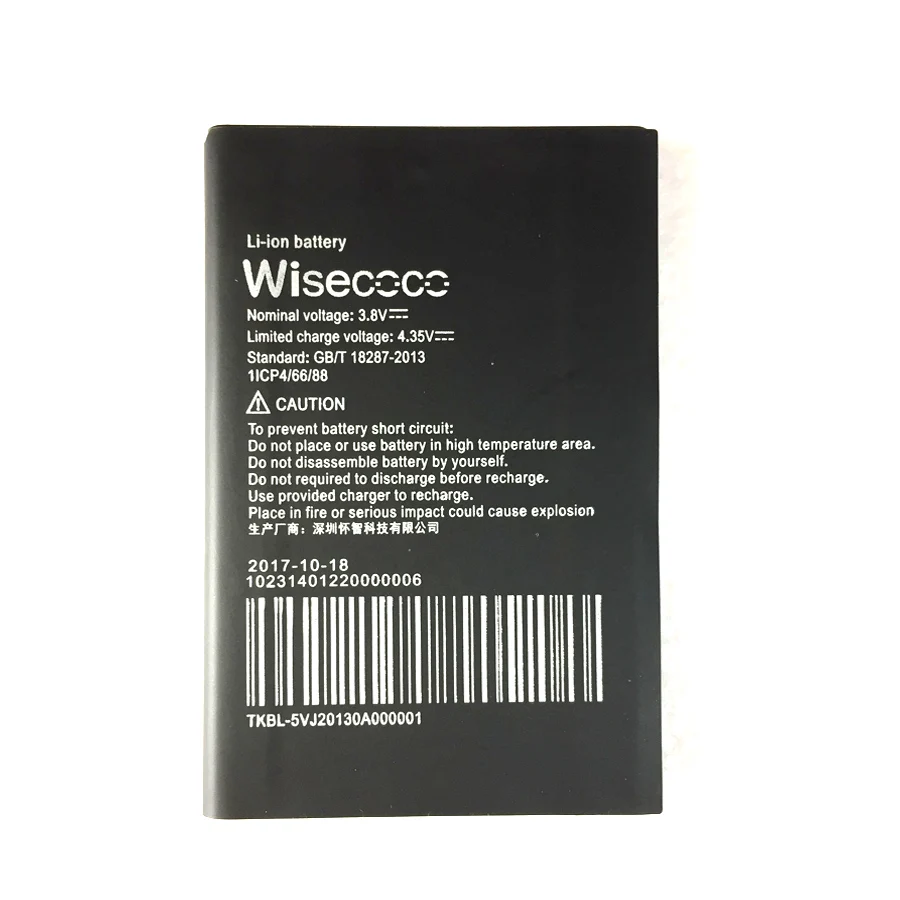 Li-ion battery
Wisecoco
Nominal voltage: 3.8V⎓
Limited charge voltage: 4.35V⎓
Standard: GB/T 18287-2013
1ICP4/66/88
⚠ CAUTION
To prevent battery short circuit:
Do not place or use battery in high temperature area.
Do not disassemble battery by yourself.
Do not required to discharge before recharge.
Use provided charger to recharge.
Place in fire or serious impact could cause explosion
生产厂商：深圳怀智科技有限公司
2017-10-18
10231401220000006
TKBL-5VJ20130A000001